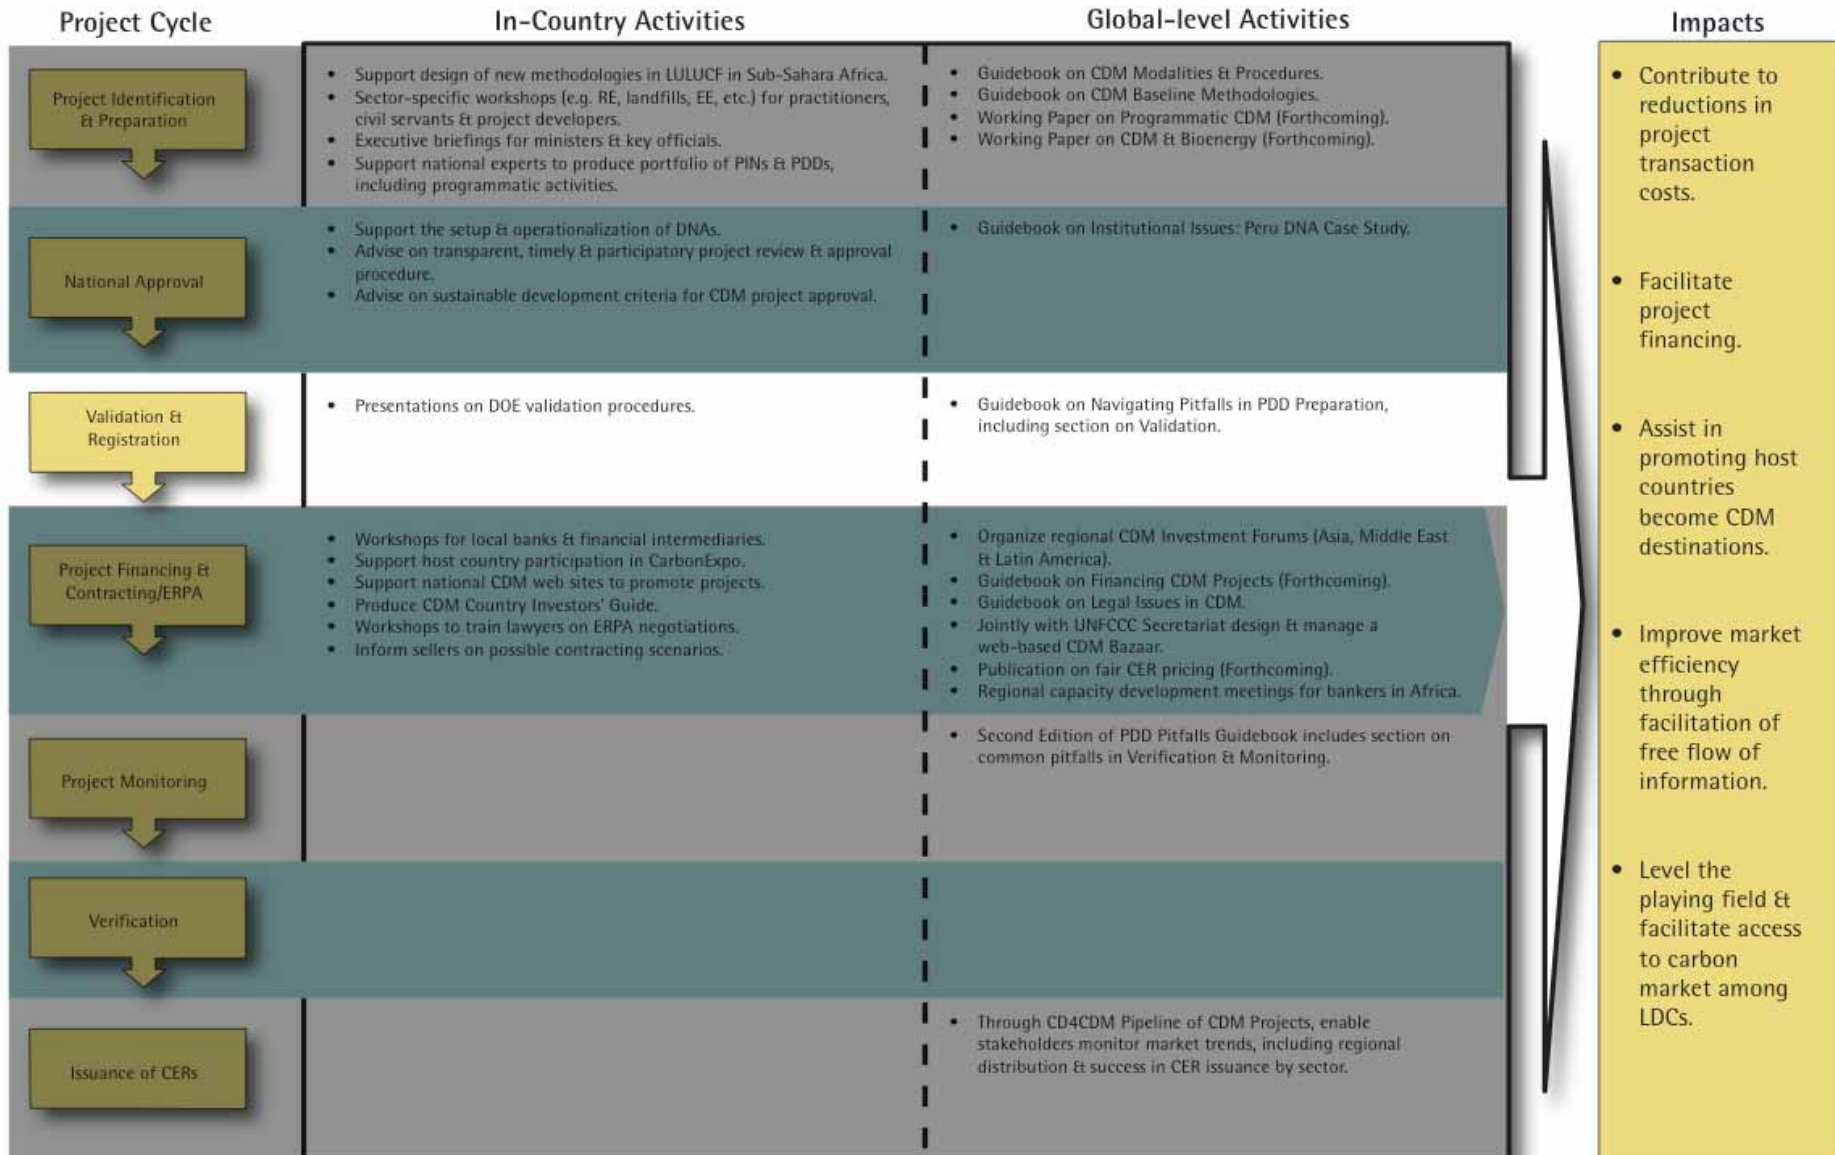 Project Cycle
In-Country Activities
Global-level Activities
Impacts
Project Identification
& Preparation
• Support design of new methodologies in LULUCF in Sub-Sahara Africa.
• Sector-specific workshops (e.g. RE, landfills, EE, etc.) for practitioners,
civil servants & project developers.
• Executive briefings for ministers & key officials.
• Support national experts to produce portfolio of PINs & PDDs,
including programmatic activities.
• Guidebook on CDM Modalities & Procedures.
• Guidebook on CDM Baseline Methodologies.
• Working Paper on Programmatic CDM (Forthcoming).
• Working Paper on CDM & Bioenergy (Forthcoming).
National Approval
• Support the setup & operationalization of DNAs.
• Advise on transparent, timely & participatory project review & approval
procedure.
• Advise on sustainable development criteria for CDM project approval.
• Guidebook on Institutional Issues: Peru DNA Case Study.
Validation &
Registration
• Presentations on DOE validation procedures.
• Guidebook on Navigating Pitfalls in PDD Preparation,
including section on Validation.
Project Financing &
Contracting/ERPA
• Workshops for local banks & financial intermediaries.
• Support host country participation in CarbonExpo.
• Support national CDM web sites to promote projects.
• Produce CDM Country Investors' Guide.
• Workshops to train lawyers on ERPA negotiations.
• Inform sellers on possible contracting scenarios.
• Organize regional CDM Investment Forums (Asia, Middle East
& Latin America).
• Guidebook on Financing CDM Projects (Forthcoming).
• Guidebook on Legal Issues in CDM.
• Jointly with UNFCCC Secretariat design & manage a
web-based CDM Bazaar.
• Publication on fair CER pricing (Forthcoming).
• Regional capacity development meetings for bankers in Africa.
Project Monitoring
• Second Edition of PDD Pitfalls Guidebook includes section on
common pitfalls in Verification & Monitoring.
Verification
Issuance of CERs
• Through CD4CDM Pipeline of CDM Projects, enable
stakeholders monitor market trends, including regional
distribution & success in CER issuance by sector.
• Contribute to
reductions in
project
transaction
costs.
• Facilitate
project
financing.
• Assist in
promoting host
countries
become CDM
destinations.
• Improve market
efficiency
through
facilitation of
free flow of
information.
• Level the
playing field &
facilitate access
to carbon
market among
LDCs.